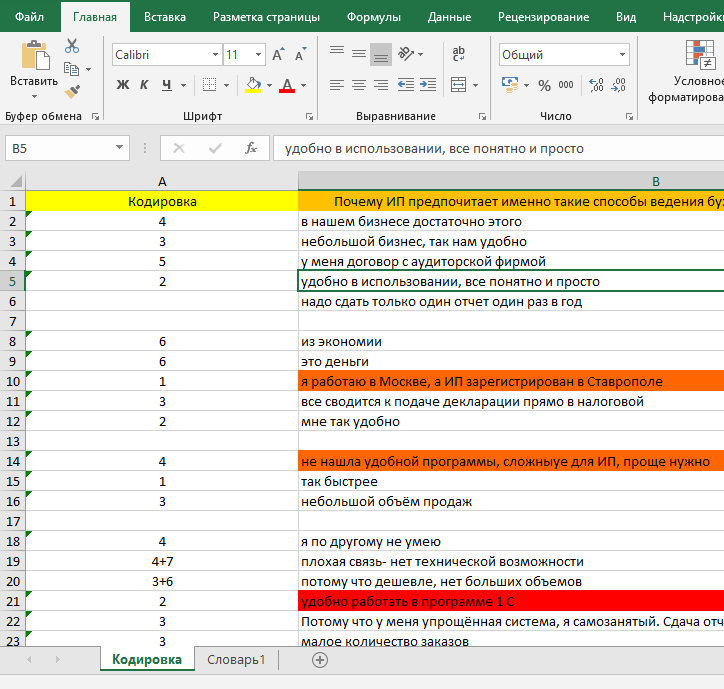 Файл Главная Вставка Разметка страницы Формулы Данные Рецензирование Вид Надстройк
Вставить Calibri 11 A A ab c Общий
Ж К Ч A % 000 ,00 ,00 Условное форматирова
Буфер обмена Шрифт Выравнивание Число
B5 fx удобно в использовании, все понятно и просто
A B
1 Кодировка Почему ИП предпочитает именно такие способы ведения бух
2 4 в нашем бизнесе достаточно этого
3 3 небольшой бизнес, так нам удобно
4 5 у меня договор с аудиторской фирмой
5 2 удобно в использовании, все понятно и просто
6 надо сдать только один отчет один раз в год
7
8 6 из экономии
9 6 это деньги
10 1 я работаю в Москве, а ИП зарегистрирован в Ставрополе
11 3 все сводится к подаче декларации прямо в налоговой
12 2 мне так удобно
13
14 4 не нашла удобной программы, сложныуе для ИП, проще нужно
15 1 так быстрее
16 3 небольшой объём продаж
17
18 4 я по другому не умею
19 4+7 плохая связь- нет технической возможности
20 3+6 потому что дешевле, нет больших объемов
21 2 удобно работать в программе 1 С
22 3 Потому что у меня упрощённая система, я самозанятый. Сдача отч
23 3 малое количество заказов
Кодировка Словарь1